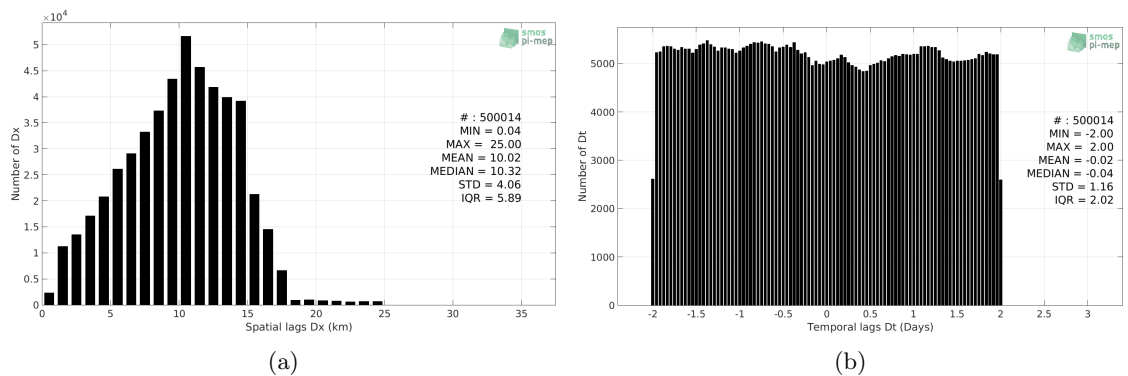 ×10⁴
5
4.5
4
3.5
3
2.5
2
1.5
1
0.5
0
Number of Dx
0 5 10 15 20 25 30 35
Spatial lags Dx (km)
smos
pi-mep
# : 500014
MIN = 0.04
MAX = 25.00
MEAN = 10.02
MEDIAN = 10.32
STD = 4.06
IQR = 5.89
(a)
5000
4000
3000
2000
1000
0
Number of Dt
-2 -1.5 -1 -0.5 0 0.5 1 1.5 2 2.5 3
Temporal lags Dt (Days)
smos
pi-mep
# : 500014
MIN = -2.00
MAX = 2.00
MEAN = -0.02
MEDIAN = -0.04
STD = 1.16
IQR = 2.02
(b)